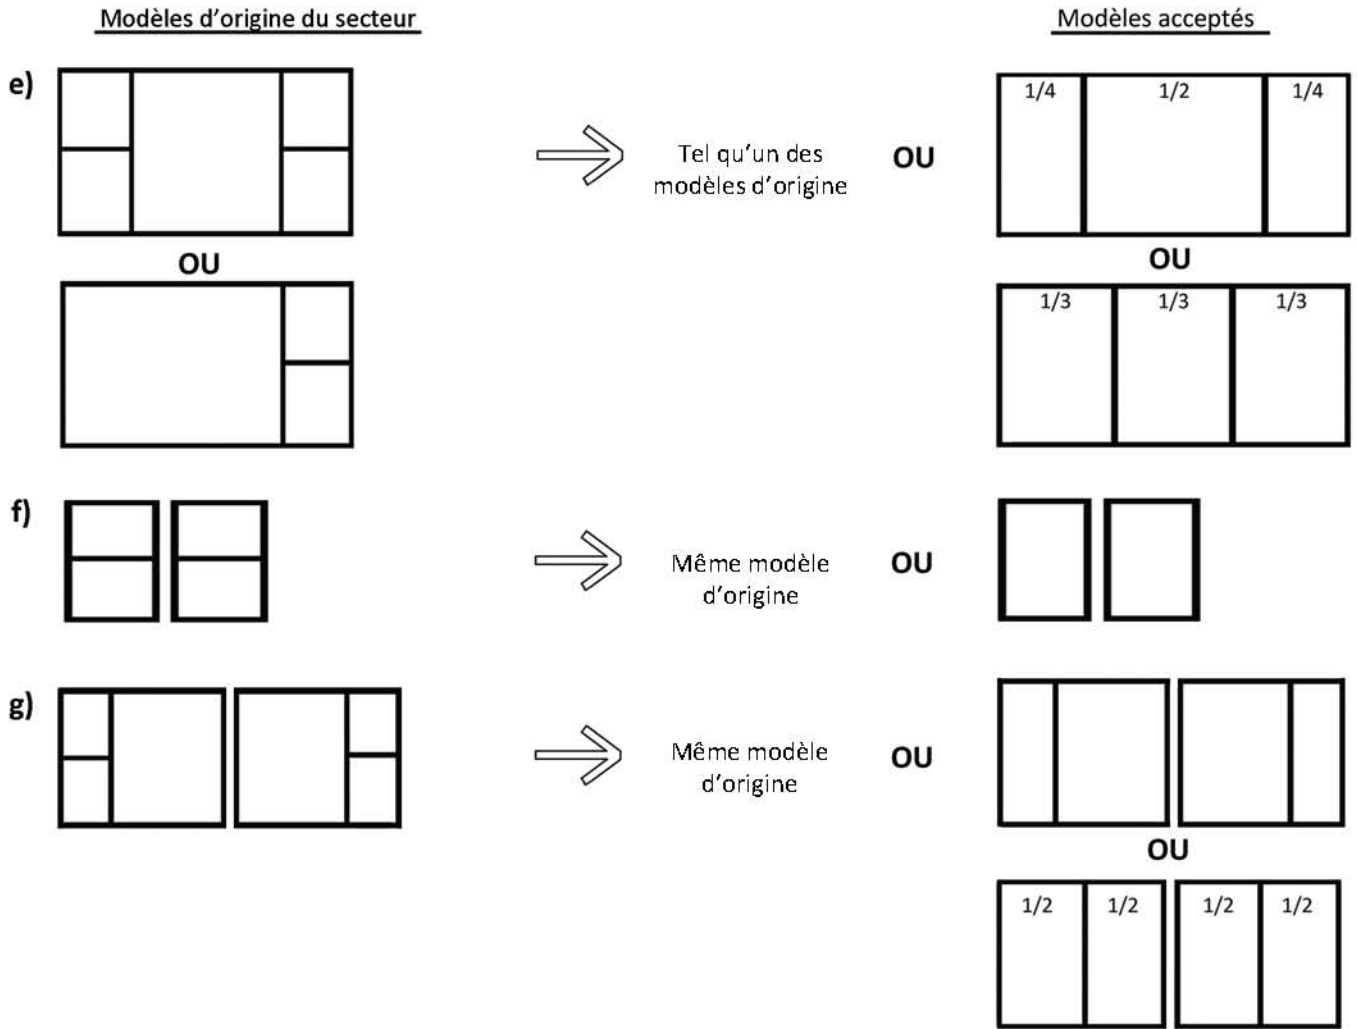 Modèles d'origine du secteur
Modèles acceptés
e)
1/4 1/2 1/4
Tel qu'un des
modèles d'origine
OU
OU
OU
1/3 1/3 1/3
f)
Même modèle
d'origine
OU
g)
Même modèle
d'origine
OU
OU
1/2 1/2 1/2 1/2